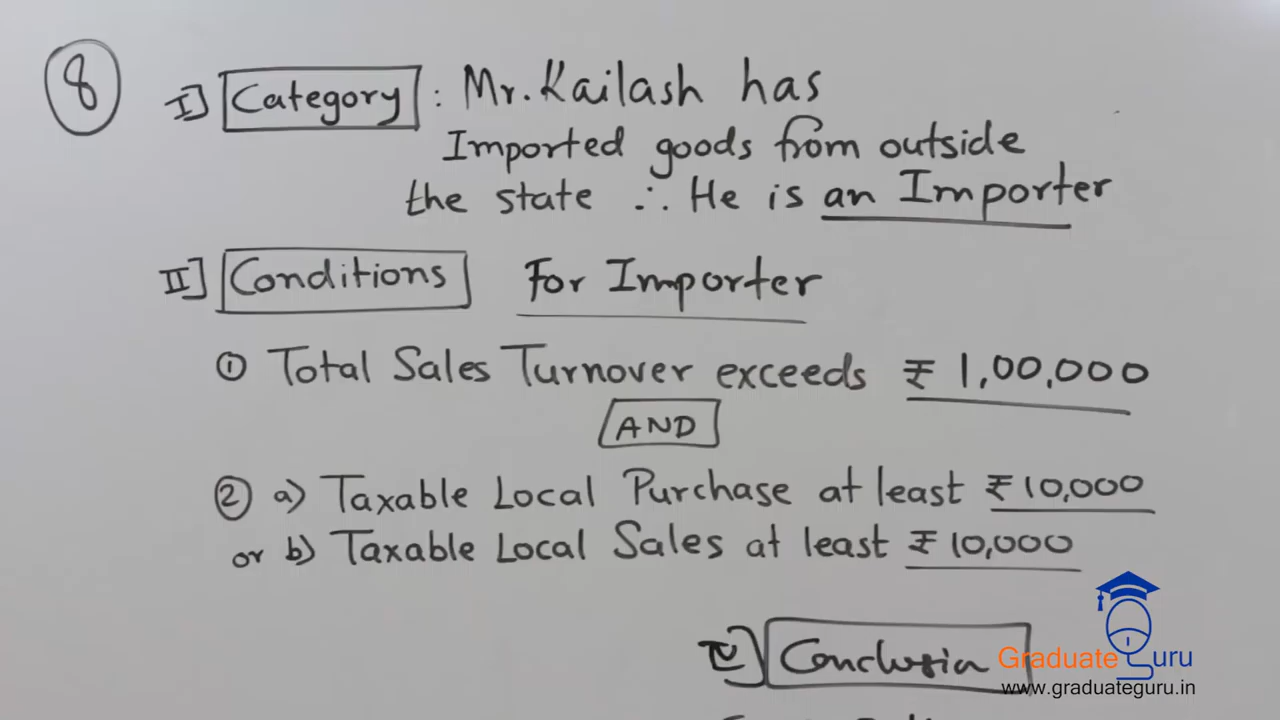 8
I] Category : Mr. Kailash has
Imported goods from outside
the state ∴ He is an Importer
II] Conditions For Importer
① Total Sales Turnover exceeds ₹ 1,00,000
AND
② a) Taxable Local Purchase at least ₹10,000
or b) Taxable Local Sales at least ₹ 10,000
IV] Conclusion
Graduate Guru
www.graduateguru.in